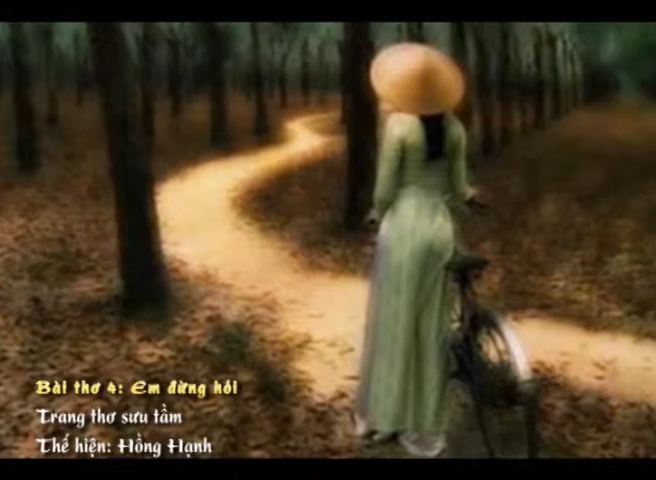 Bài thơ 4: Em đừng hỏi
Trang thơ sưu tầm
Thể hiện: Hồng Hạnh